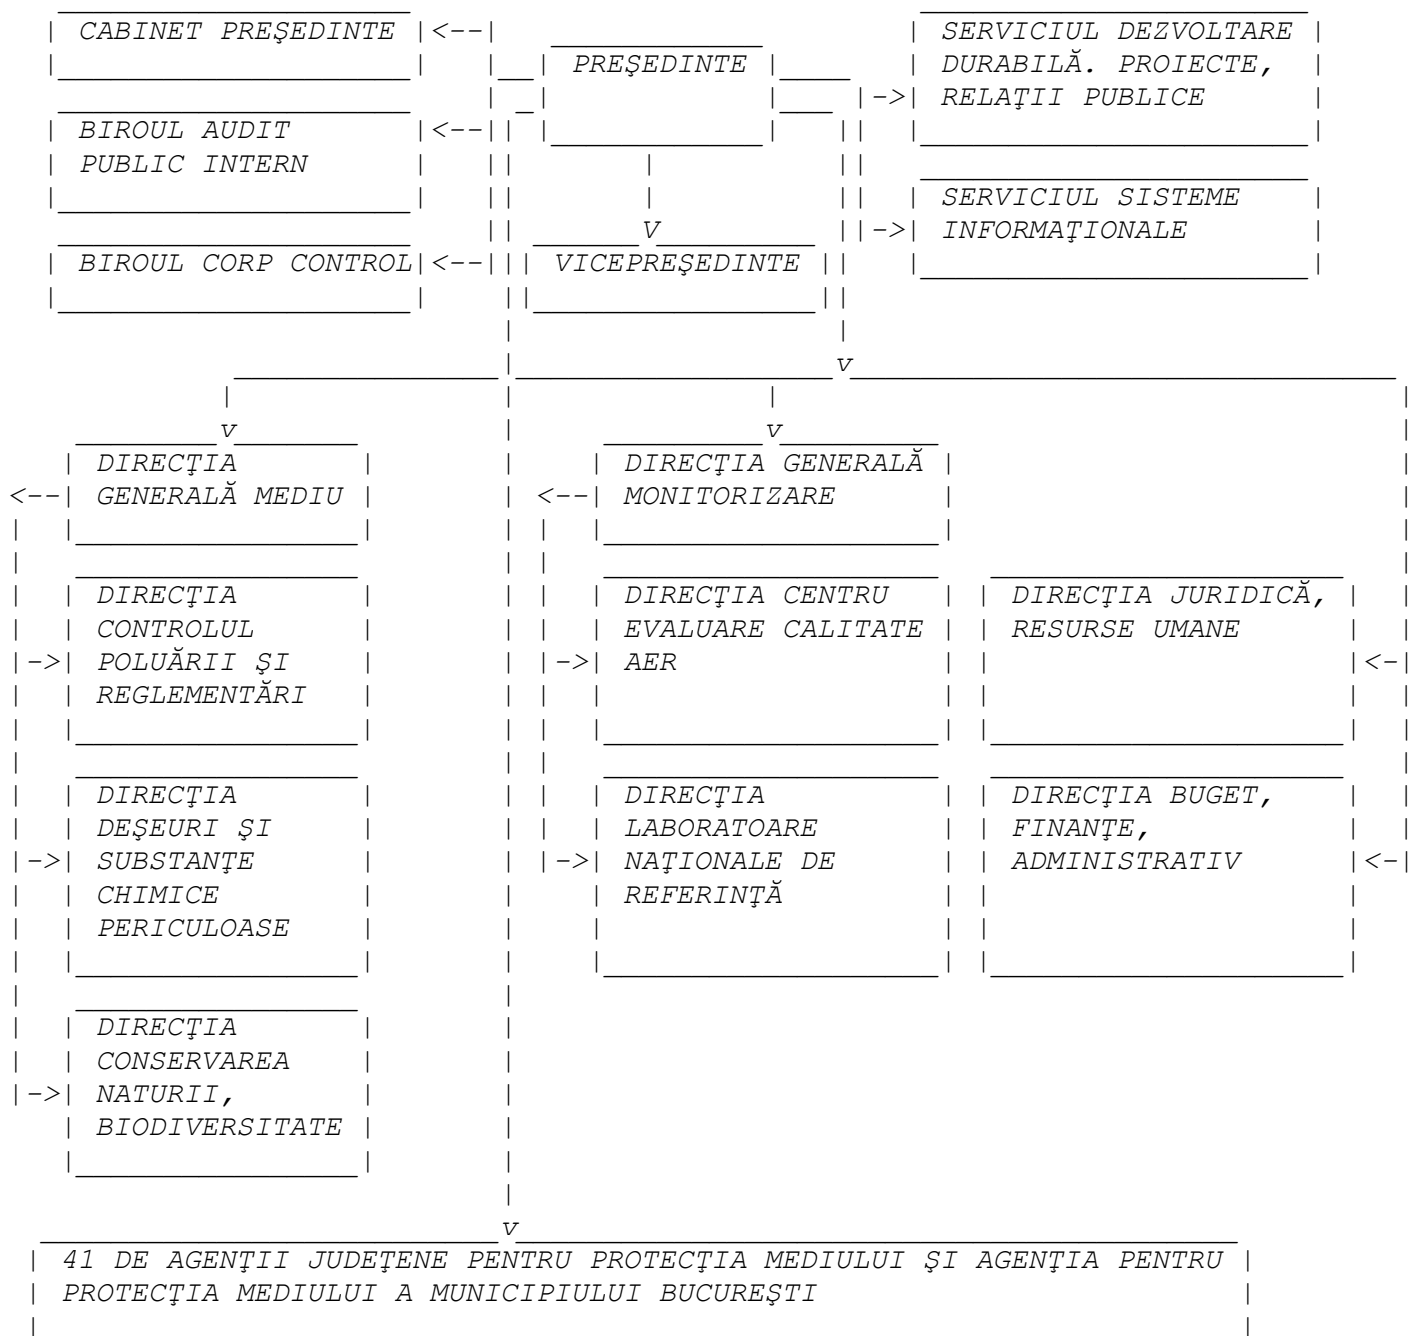 CABINET PREŞEDINTE
PREŞEDINTE
SERVICIUL DEZVOLTARE
DURABILĂ. PROIECTE,
RELAŢII PUBLICE
BIROUL AUDIT
PUBLIC INTERN
SERVICIUL SISTEME
INFORMAŢIONALE
BIROUL CORP CONTROL
VICEPREŞEDINTE
DIRECŢIA
GENERALĂ MEDIU
DIRECŢIA GENERALĂ
MONITORIZARE
DIRECŢIA
CONTROLUL
POLUĂRII ŞI
REGLEMENTĂRI
DIRECŢIA CENTRU
EVALUARE CALITATE
AER
DIRECŢIA JURIDICĂ,
RESURSE UMANE
DIRECŢIA
DEŞEURI ŞI
SUBSTANŢE
CHIMICE
PERICULOASE
DIRECŢIA
LABORATOARE
NAŢIONALE DE
REFERINŢĂ
DIRECŢIA BUGET,
FINANŢE,
ADMINISTRATIV
DIRECŢIA
CONSERVAREA
NATURII,
BIODIVERSITATE
41 DE AGENŢII JUDEŢENE PENTRU PROTECŢIA MEDIULUI ŞI AGENŢIA PENTRU
PROTECŢIA MEDIULUI A MUNICIPIULUI BUCUREŞTI